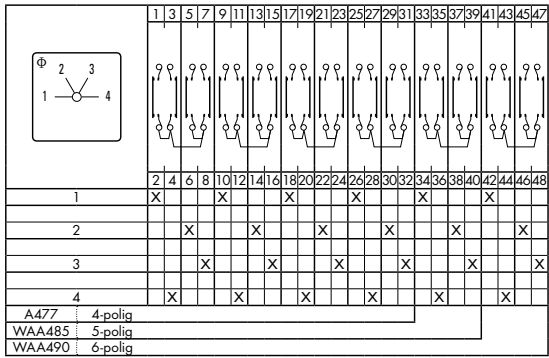 1 3 5 7 9 11 13 15 17 19 21 23 25 27 29 31 33 35 37 39 41 43 45 47
Φ
2 3
1 4
2 4 6 8 10 12 14 16 18 20 22 24 26 28 30 32 34 36 38 40 42 44 46 48
1 X X X X X X
2 X X X X X X
3 X X X X X X
4 X X X X X X
A477 4-polig
WAA485 5-polig
WAA490 6-polig